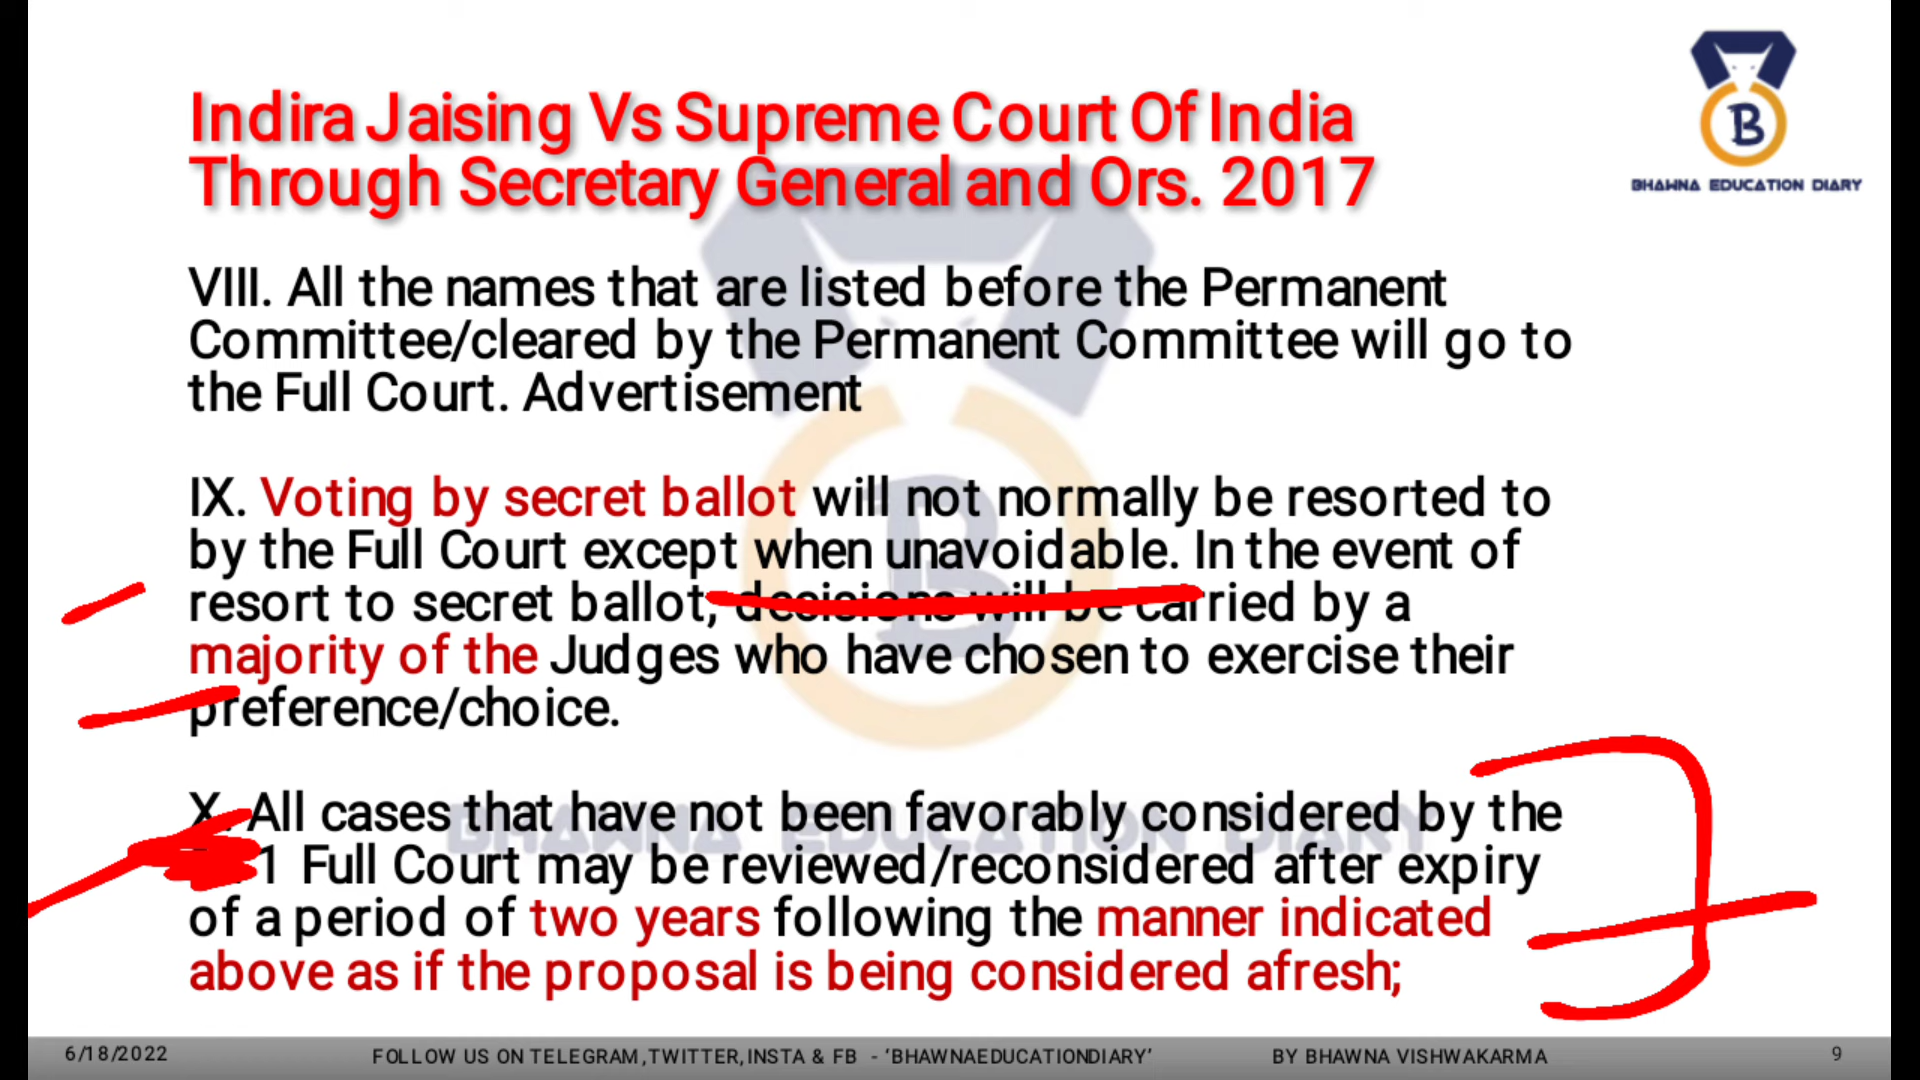 Indira Jaising Vs Supreme Court Of India
Through Secretary General and Ors. 2017
B
BHAWNA EDUCATION DIARY
VIII. All the names that are listed before the Permanent
Committee/cleared by the Permanent Committee will go to
the Full Court. Advertisement
IX. Voting by secret ballot will not normally be resorted to
by the Full Court except when unavoidable. In the event of
resort to secret ballot, decisions will be carried by a
majority of the Judges who have chosen to exercise their
preference/choice.
X. All cases that have not been favorably considered by the
1 Full Court may be reviewed/reconsidered after expiry
of a period of two years following the manner indicated
above as if the proposal is being considered afresh;
B
BHAWNA EDUCATION DIARY
6/18/2022
FOLLOW US ON TELEGRAM,TWITTER,INSTA & FB - ‘BHAWNAEDUCATIONDIARY’
BY BHAWNA VISHWAKARMA
9